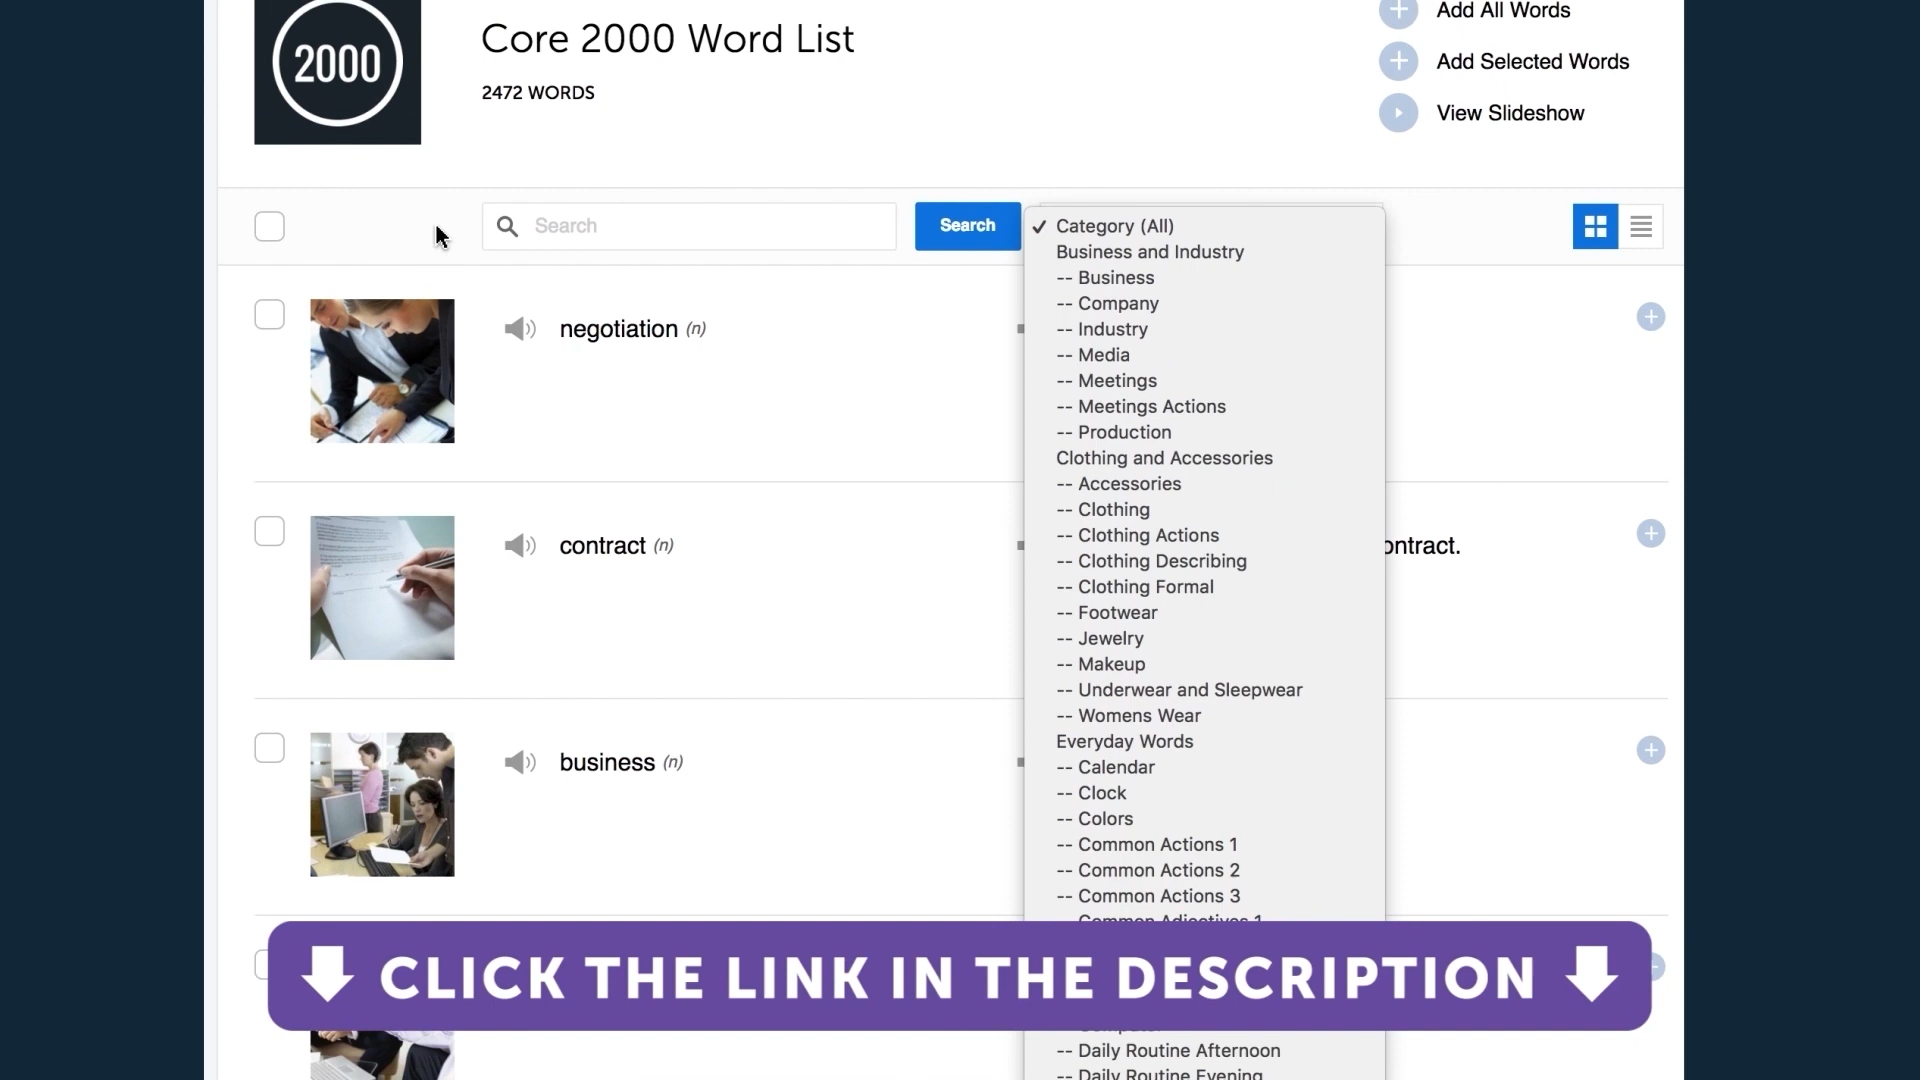 2000
Core 2000 Word List
2472 WORDS
Add All Words
Add Selected Words
View Slideshow
Search
Search
✓ Category (All)
Business and Industry
-- Business
-- Company
-- Industry
-- Media
-- Meetings
-- Meetings Actions
-- Production
Clothing and Accessories
-- Accessories
-- Clothing
-- Clothing Actions
-- Clothing Describing
-- Clothing Formal
-- Footwear
-- Jewelry
-- Makeup
-- Underwear and Sleepwear
-- Womens Wear
Everyday Words
-- Calendar
-- Clock
-- Colors
-- Common Actions 1
-- Common Actions 2
-- Common Actions 3
-- Common Adjectives 1
negotiation (n)
contract (n)
ontract.
business (n)
CLICK THE LINK IN THE DESCRIPTION
-- Daily Routine Afternoon
-- Daily Routine Evening